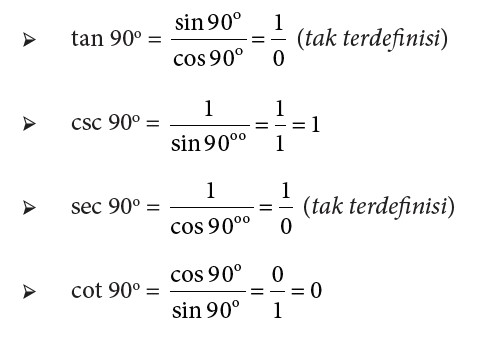 ➢ tan 90° = sin 90° / cos 90° = 1/0 (tak terdefinisi)
➢ csc 90° = 1 / sin 90°° = 1/1 = 1
➢ sec 90° = 1 / cos 90°° = 1/0 (tak terdefinisi)
➢ cot 90° = cos 90° / sin 90° = 0/1 = 0